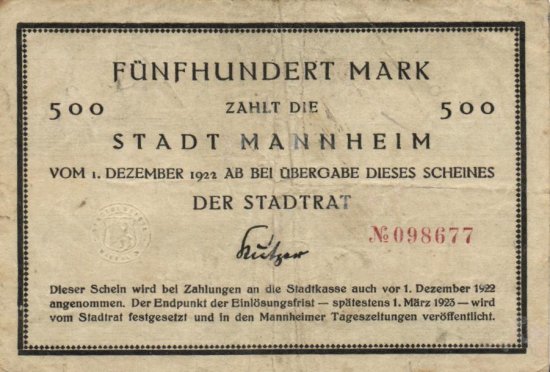 FÜNFHUNDERT MARK
500 ZAHLT DIE 500
STADT MANNHEIM
VOM 1. DEZEMBER 1922 AB BEI ÜBERGABE DIESES SCHEINES
DER STADTRAT
Kutzer
№098677
Dieser Schein wird bei Zahlungen an die Stadtkasse auch vor 1. Dezember 1922
angenommen. Der Endpunkt der Einlösungsfrist — spätestens 1. März 1923 — wird
vom Stadtrat festgesetzt und in den Mannheimer Tageszeitungen veröffentlicht.